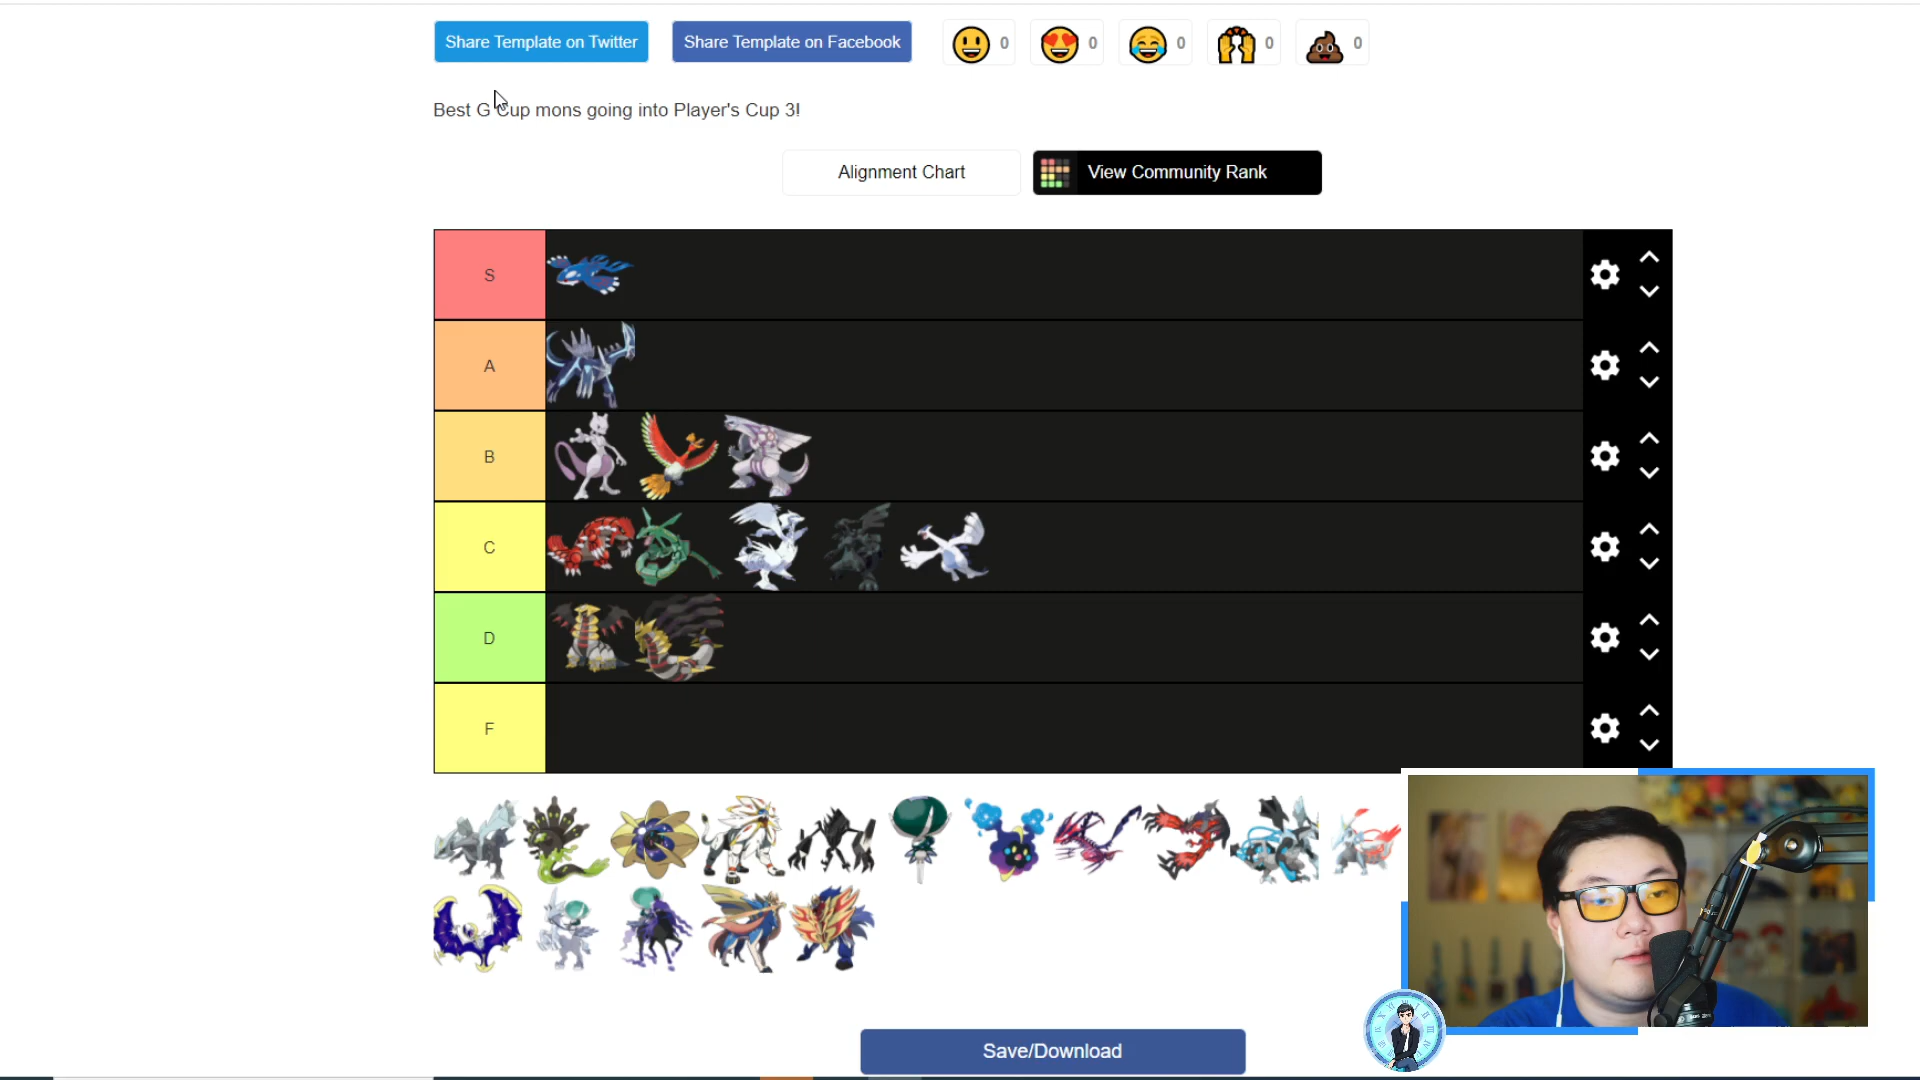 Share Template on Twitter
Share Template on Facebook
0
0
0
0
0
Best G Cup mons going into Player's Cup 3!
Alignment Chart
View Community Rank
S
A
B
C
D
F
Save/Download